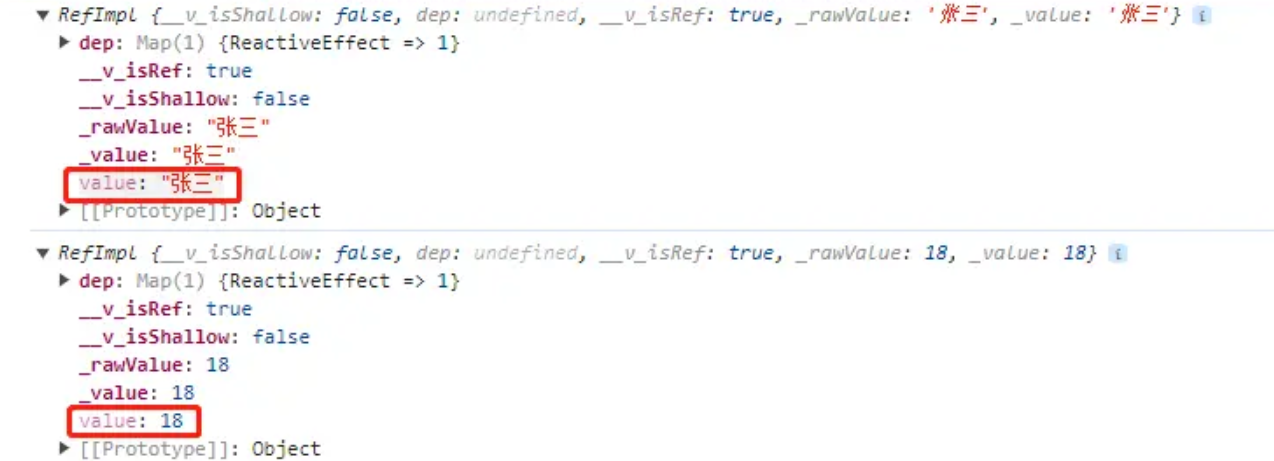 ▼ RefImpl {__v_isShallow: false, dep: undefined, __v_isRef: true, _rawValue: '张三', _value: '张三'} i
▶ dep: Map(1) {ReactiveEffect => 1}
__v_isRef: true
__v_isShallow: false
_rawValue: "张三"
_value: "张三"
value: "张三"
▶ [[Prototype]]: Object
▼ RefImpl {__v_isShallow: false, dep: undefined, __v_isRef: true, _rawValue: 18, _value: 18} i
▶ dep: Map(1) {ReactiveEffect => 1}
__v_isRef: true
__v_isShallow: false
_rawValue: 18
_value: 18
value: 18
▶ [[Prototype]]: Object